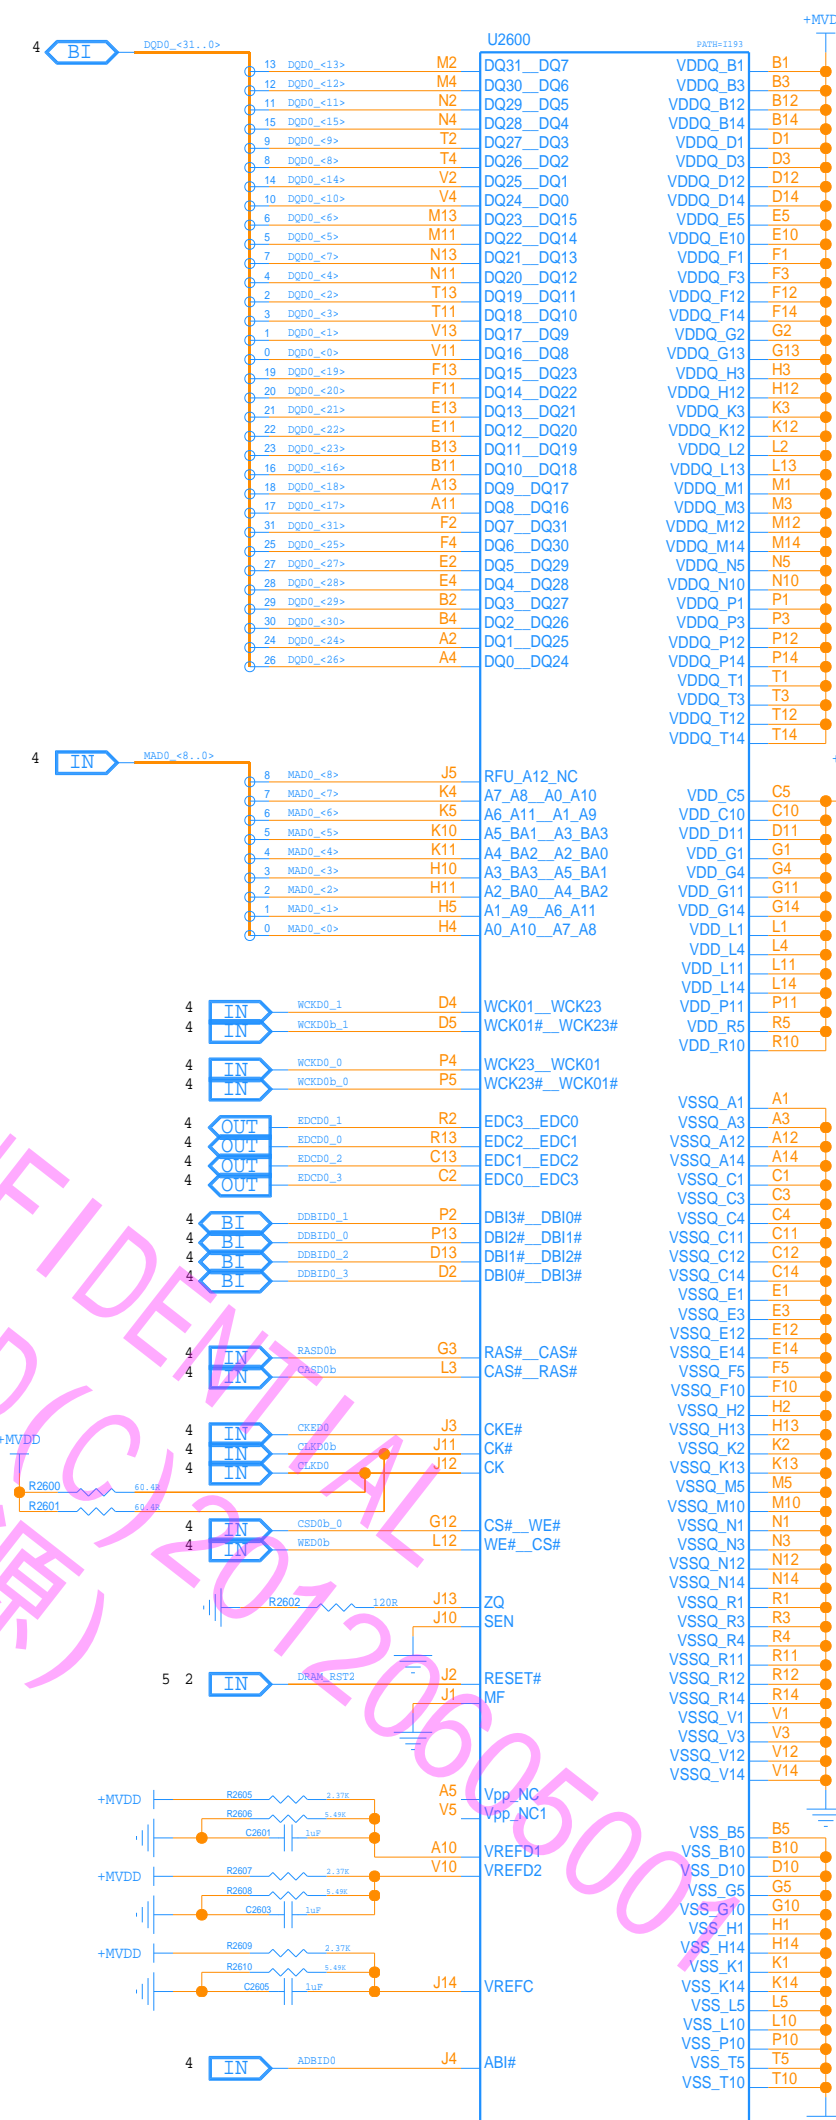 +MVD
U2600
PATH=I193
4 BI DQD0_<31..0>
13 DQD0_<13> M2 DQ31__DQ7 VDDQ_B1 B1
12 DQD0_<12> M4 DQ30__DQ6 VDDQ_B3 B3
11 DQD0_<11> N2 DQ29__DQ5 VDDQ_B12 B12
15 DQD0_<15> N4 DQ28__DQ4 VDDQ_B14 B14
9 DQD0_<9> T2 DQ27__DQ3 VDDQ_D1 D1
8 DQD0_<8> T4 DQ26__DQ2 VDDQ_D3 D3
14 DQD0_<14> V2 DQ25__DQ1 VDDQ_D12 D12
10 DQD0_<10> V4 DQ24__DQ0 VDDQ_D14 D14
6 DQD0_<6> M13 DQ23__DQ15 VDDQ_E5 E5
5 DQD0_<5> M11 DQ22__DQ14 VDDQ_E10 E10
7 DQD0_<7> N13 DQ21__DQ13 VDDQ_F1 F1
4 DQD0_<4> N11 DQ20__DQ12 VDDQ_F3 F3
2 DQD0_<2> T13 DQ19__DQ11 VDDQ_F12 F12
3 DQD0_<3> T11 DQ18__DQ10 VDDQ_F14 F14
1 DQD0_<1> V13 DQ17__DQ9 VDDQ_G2 G2
0 DQD0_<0> V11 DQ16__DQ8 VDDQ_G13 G13
19 DQD0_<19> F13 DQ15__DQ23 VDDQ_H3 H3
20 DQD0_<20> F11 DQ14__DQ22 VDDQ_H12 H12
21 DQD0_<21> E13 DQ13__DQ21 VDDQ_K3 K3
22 DQD0_<22> E11 DQ12__DQ20 VDDQ_K12 K12
23 DQD0_<23> B13 DQ11__DQ19 VDDQ_L2 L2
16 DQD0_<16> B11 DQ10__DQ18 VDDQ_L13 L13
18 DQD0_<18> A13 DQ9__DQ17 VDDQ_M1 M1
17 DQD0_<17> A11 DQ8__DQ16 VDDQ_M3 M3
31 DQD0_<31> F2 DQ7__DQ31 VDDQ_M12 M12
25 DQD0_<25> F4 DQ6__DQ30 VDDQ_M14 M14
27 DQD0_<27> E2 DQ5__DQ29 VDDQ_N5 N5
28 DQD0_<28> E4 DQ4__DQ28 VDDQ_N10 N10
29 DQD0_<29> B2 DQ3__DQ27 VDDQ_P1 P1
30 DQD0_<30> B4 DQ2__DQ26 VDDQ_P3 P3
24 DQD0_<24> A2 DQ1__DQ25 VDDQ_P12 P12
26 DQD0_<26> A4 DQ0__DQ24 VDDQ_P14 P14
VDDQ_T1 T1
VDDQ_T3 T3
VDDQ_T12 T12
VDDQ_T14 T14
4 IN MAD0_<8..0>
8 MAD0_<8> J5 RFU_A12_NC
7 MAD0_<7> K4 A7_A8__A0_A10 VDD_C5 C5
6 MAD0_<6> K5 A6_A11__A1_A9 VDD_C10 C10
5 MAD0_<5> K10 A5_BA1__A3_BA3 VDD_D11 D11
4 MAD0_<4> K11 A4_BA2__A2_BA0 VDD_G1 G1
3 MAD0_<3> H10 A3_BA3__A5_BA1 VDD_G4 G4
2 MAD0_<2> H11 A2_BA0__A4_BA2 VDD_G11 G11
1 MAD0_<1> H5 A1_A9__A6_A11 VDD_G14 G14
0 MAD0_<0> H4 A0_A10__A7_A8 VDD_L1 L1
VDD_L4 L4
VDD_L11 L11
VDD_L14 L14
4 IN WCKD0_1 D4 WCK01__WCK23 VDD_P11 P11
4 IN WCKD0b_1 D5 WCK01#__WCK23# VDD_R5 R5
VDD_R10 R10
4 IN WCKD0_0 P4 WCK23__WCK01
4 IN WCKD0b_0 P5 WCK23#__WCK01#
VSSQ_A1 A1
4 OUT EDCD0_1 R2 EDC3__EDC0 VSSQ_A3 A3
4 OUT EDCD0_0 R13 EDC2__EDC1 VSSQ_A12 A12
4 OUT EDCD0_2 C13 EDC1__EDC2 VSSQ_A14 A14
4 OUT EDCD0_3 C2 EDC0__EDC3 VSSQ_C1 C1
VSSQ_C3 C3
4 BI DDBID0_1 P2 DBI3#__DBI0# VSSQ_C4 C4
4 BI DDBID0_0 P13 DBI2#__DBI1# VSSQ_C11 C11
4 BI DDBID0_2 D13 DBI1#__DBI2# VSSQ_C12 C12
4 BI DDBID0_3 D2 DBI0#__DBI3# VSSQ_C14 C14
VSSQ_E1 E1
VSSQ_E3 E3
VSSQ_E12 E12
4 IN RASD0b G3 RAS#__CAS# VSSQ_E14 E14
4 IN CASD0b L3 CAS#__RAS# VSSQ_F5 F5
VSSQ_F10 F10
VSSQ_H2 H2
4 IN CKED0 J3 CKE# VSSQ_H13 H13
+MVDD
4 IN CLKD0b J11 CK# VSSQ_K2 K2
4 IN CLKD0 J12 CK VSSQ_K13 K13
R2600 60.4R VSSQ_M5 M5
R2601 60.4R VSSQ_M10 M10
4 IN CSD0b_0 G12 CS#__WE# VSSQ_N1 N1
4 IN WED0b L12 WE#__CS# VSSQ_N3 N3
VSSQ_N12 N12
VSSQ_N14 N14
R2602 120R J13 ZQ VSSQ_R1 R1
J10 SEN VSSQ_R3 R3
VSSQ_R4 R4
VSSQ_R11 R11
5 2 IN DRAM_RST2 J2 RESET# VSSQ_R12 R12
J1 MF VSSQ_R14 R14
VSSQ_V1 V1
VSSQ_V3 V3
VSSQ_V12 V12
VSSQ_V14 V14
+MVDD R2605 2.37K A5 Vpp_NC
R2606 5.49K V5 Vpp_NC1
C2601 1uF VSS_B5 B5
A10 VREFD1 VSS_B10 B10
+MVDD R2607 2.37K V10 VREFD2 VSS_D10 D10
R2608 5.49K VSS_G5 G5
C2603 1uF VSS_G10 G10
VSS_H1 H1
+MVDD R2609 2.37K VSS_H14 H14
R2610 5.49K VSS_K1 K1
C2605 1uF J14 VREFC VSS_K14 K14
VSS_L5 L5
VSS_L10 L10
VSS_P10 P10
4 IN ADBID0 J4 ABI# VSS_T5 T5
VSS_T10 T10
FIDENTIAL
D(C)20120605001
源)